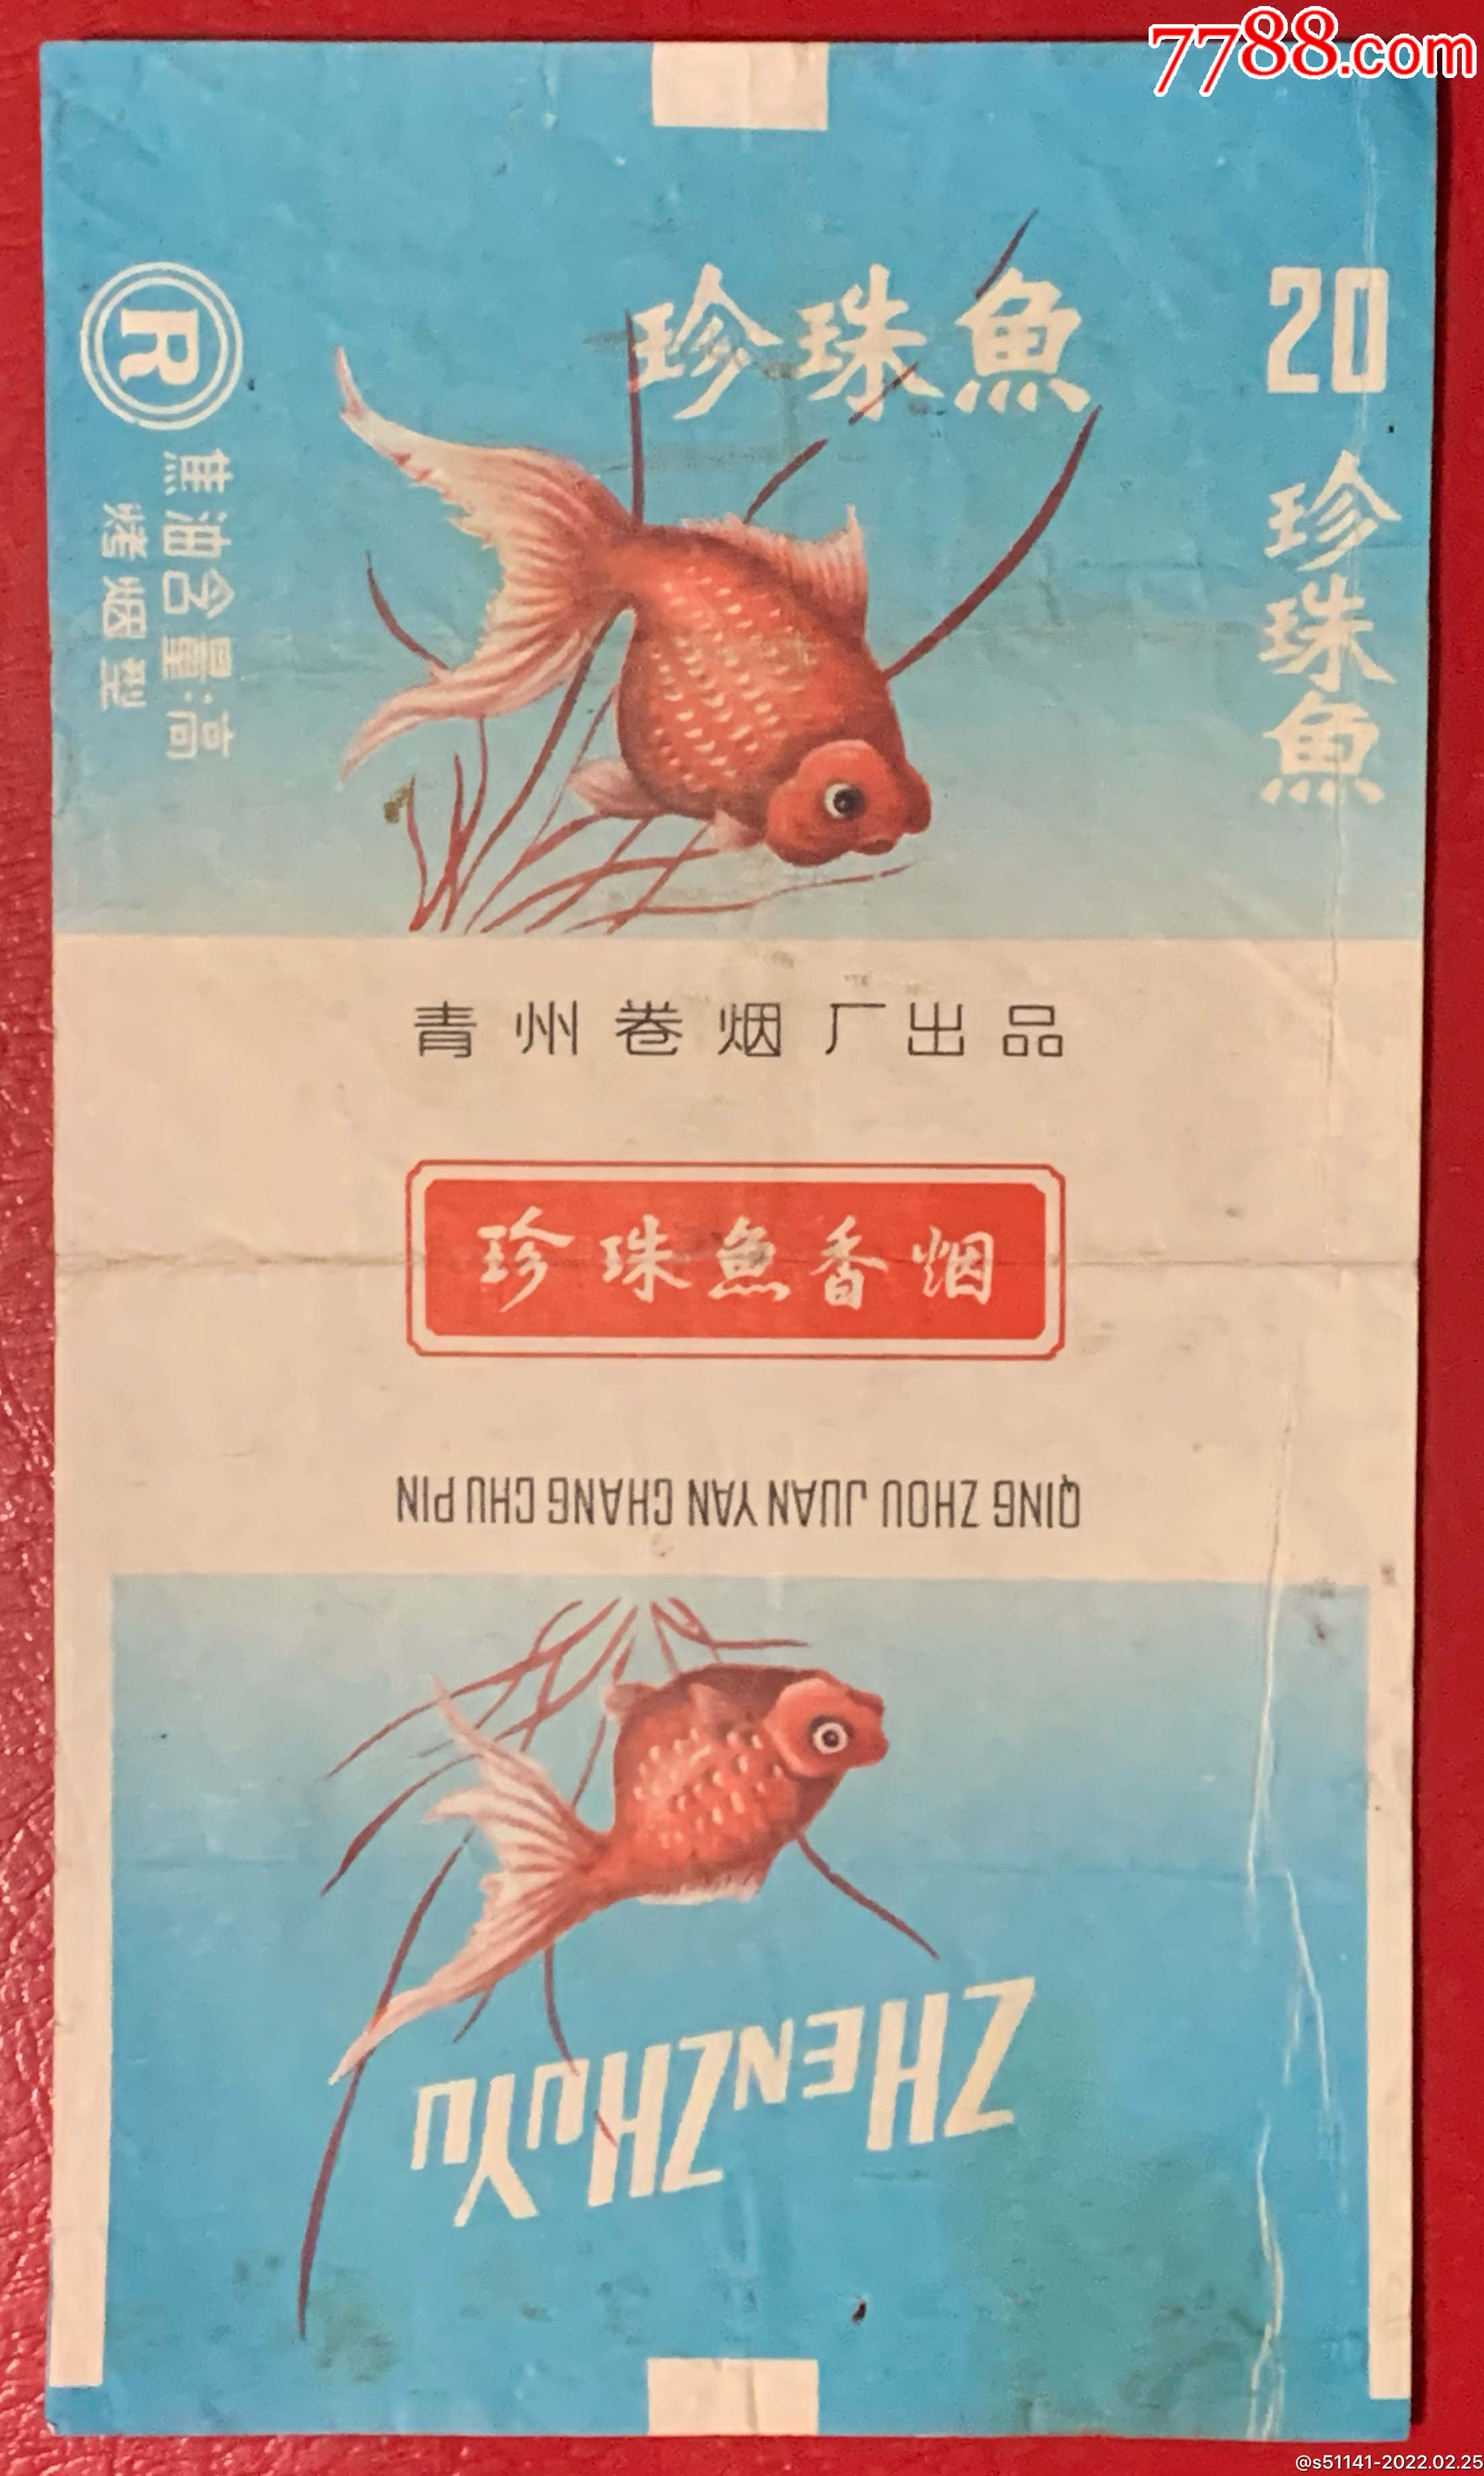 7788.com
珍珠魚
20
珍珠魚
R
焦油含量:高
烤烟型
青州卷烟厂出品
珍珠魚香烟
QING ZHOU JUAN YAN CHANG CHU PIN
ZHENZHUYU
@s51141-2022.02.25